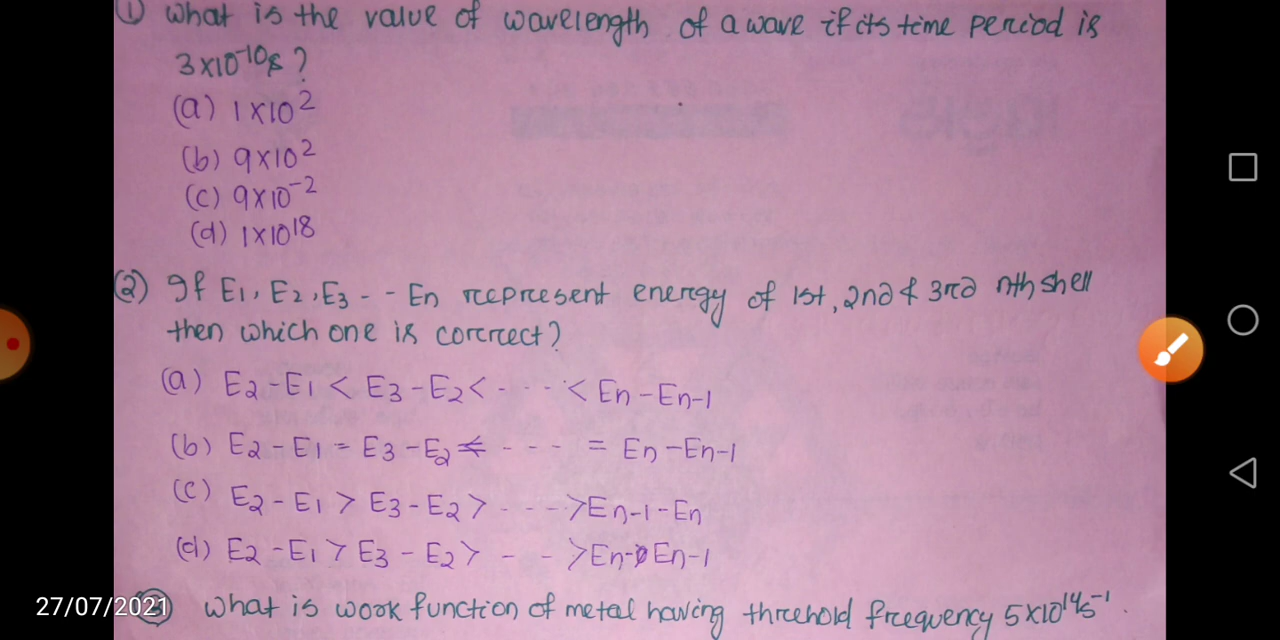 ① What is the value of wavelength of a wave if its time period is
3×10⁻¹⁰s ?
(a) 1×10²
(b) 9×10²
(c) 9×10⁻²
(d) 1×10¹⁸
② If E1, E2, E3 - - En represent energy of 1st, 2nd & 3rd nth shell
then which one is correct?
(a) E2 - E1 < E3 - E2 < - - - - < En - En-1
(b) E2 - E1 = E3 - E2 = - - - = En - En-1
(c) E2 - E1 > E3 - E2 > - - - > En-1 - En
(d) E2 - E1 > E3 - E2 > - - > En - En-1
27/07/2021 ③ What is wook function of metal having threhold frequency 5×10¹⁴s⁻¹.